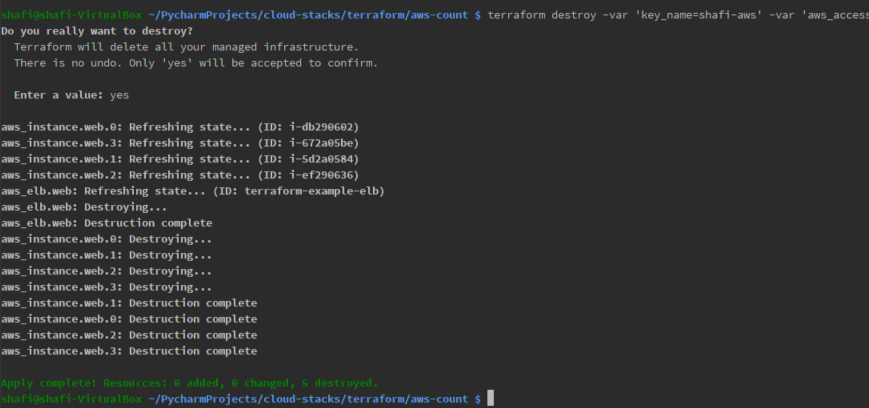 shafi@shafi-VirtualBox ~/PycharmProjects/cloud-stacks/terraform/aws-count $ terraform destroy -var 'key_name=shafi-aws' -var 'aws_access
Do you really want to destroy?
  Terraform will delete all your managed infrastructure.
  There is no undo. Only 'yes' will be accepted to confirm.

  Enter a value: yes

aws_instance.web.0: Refreshing state... (ID: i-db290602)
aws_instance.web.3: Refreshing state... (ID: i-672a05be)
aws_instance.web.1: Refreshing state... (ID: i-5d2a0584)
aws_instance.web.2: Refreshing state... (ID: i-ef290636)
aws_elb.web: Refreshing state... (ID: terraform-example-elb)
aws_elb.web: Destroying...
aws_elb.web: Destruction complete
aws_instance.web.0: Destroying...
aws_instance.web.1: Destroying...
aws_instance.web.2: Destroying...
aws_instance.web.3: Destroying...
aws_instance.web.1: Destruction complete
aws_instance.web.0: Destruction complete
aws_instance.web.2: Destruction complete
aws_instance.web.3: Destruction complete

Apply complete! Resources: 0 added, 0 changed, 5 destroyed.
shafi@shafi-VirtualBox ~/PycharmProjects/cloud-stacks/terraform/aws-count $